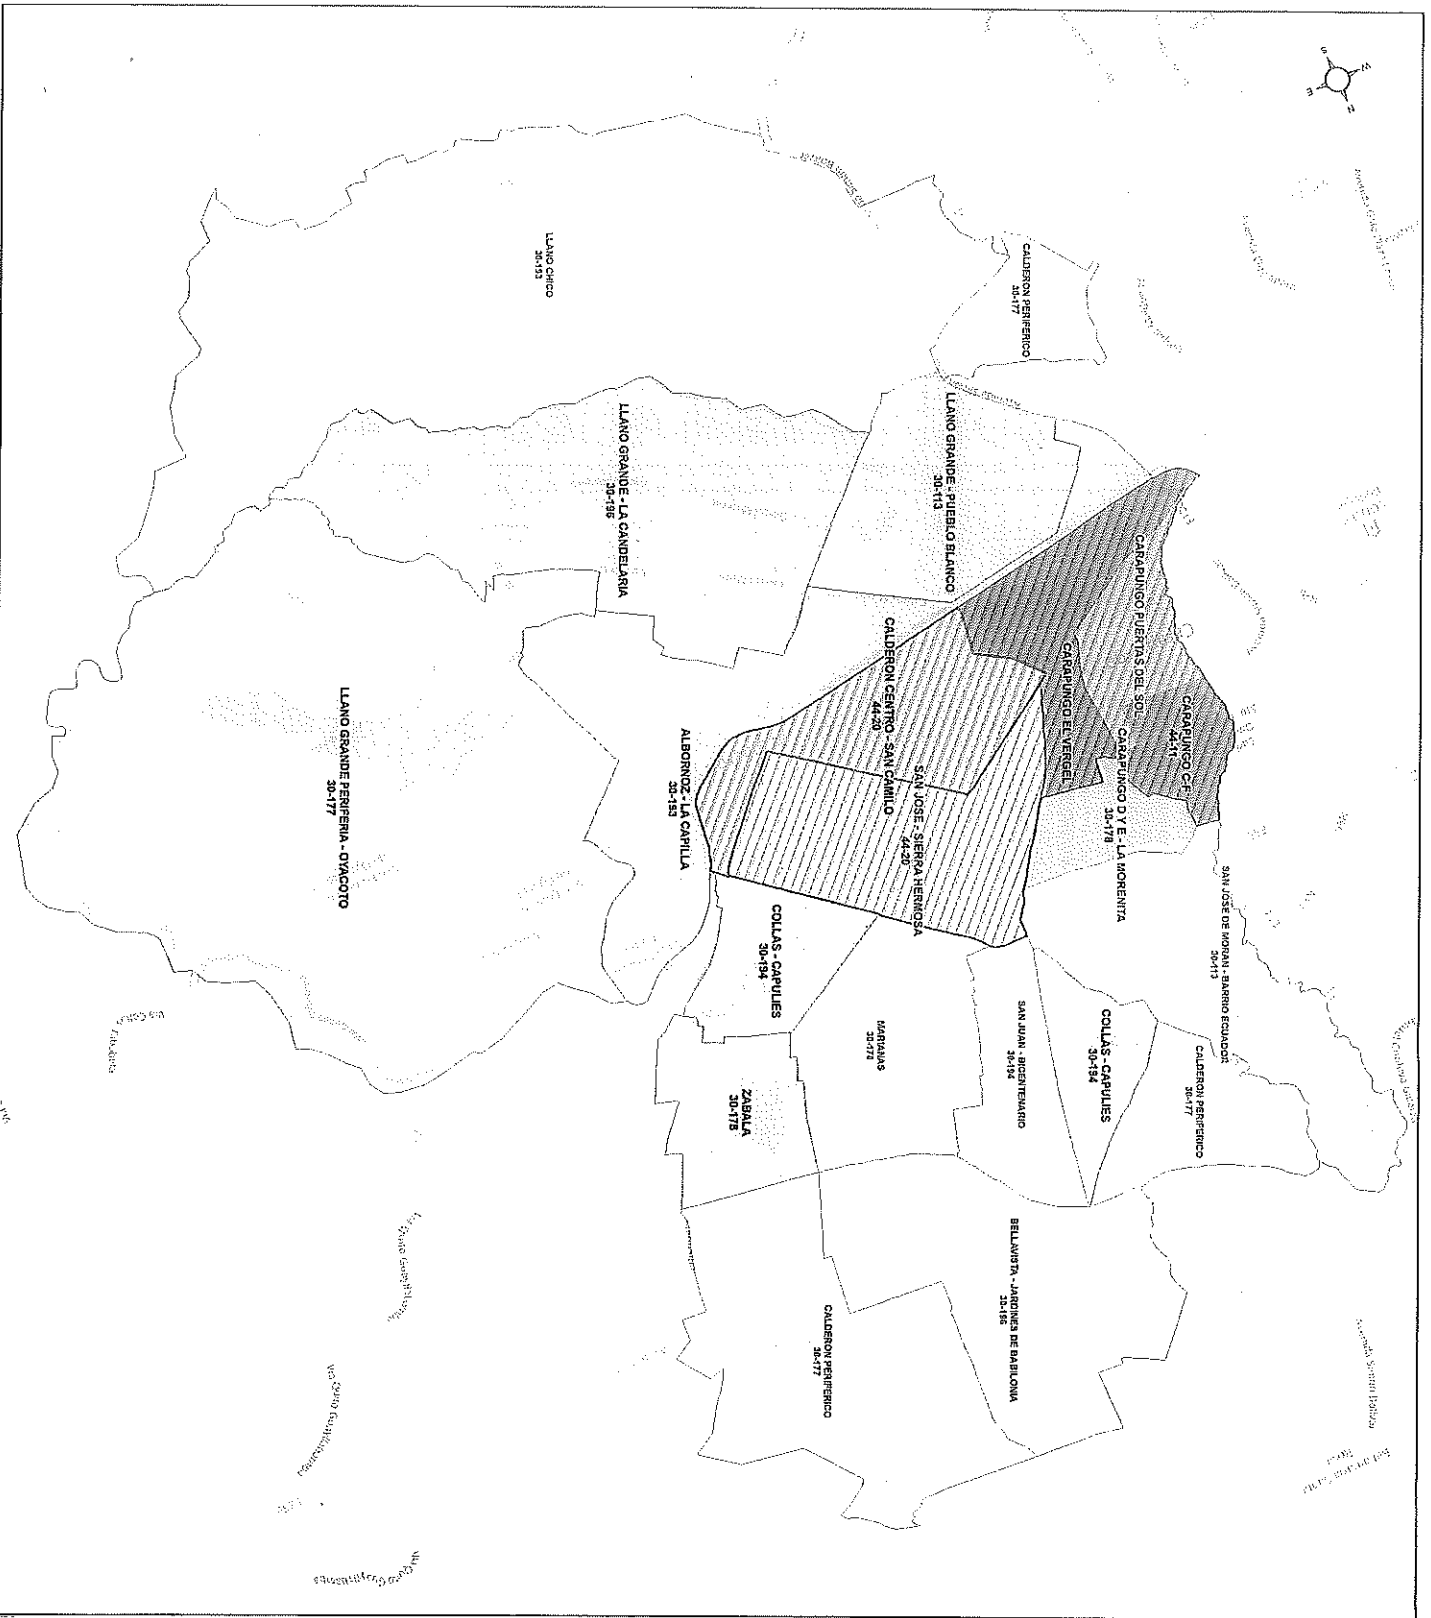 CALDERON PERIFERICO
30-177
LLANO CHICO
30-193
LLANO GRANDE - PUEBLO BLANCO
30-113
LLANO GRANDE - LA CANDELARIA
30-196
CARAPUNGO PUERTAS DEL SOL
CARAPUNGO C-F
44-11
CARAPUNGO EL VERGEL
CARAPUNGO D Y E - LA MORENITA
30-178
CALDERON CENTRO - SAN CAMILO
44-20
SAN JOSE - SIERRA HERMOSA
44-20
ALBORNOZ - LA CAPILLA
30-193
LLANO GRANDE PERIFERIA - OYACOTO
30-177
SAN JOSE DE MORAN - BARRIO ECUADOR
30-113
COLLAS - CAPULIES
30-194
MARIANAS
30-178
SAN JUAN - BICENTENARIO
30-194
COLLAS - CAPULIES
30-194
CALDERON PERIFERICO
30-177
ZABALA
30-178
BELLAVISTA - JARDINES DE BABILONIA
30-196
CALDERON PERIFERICO
30-177
S
E
N